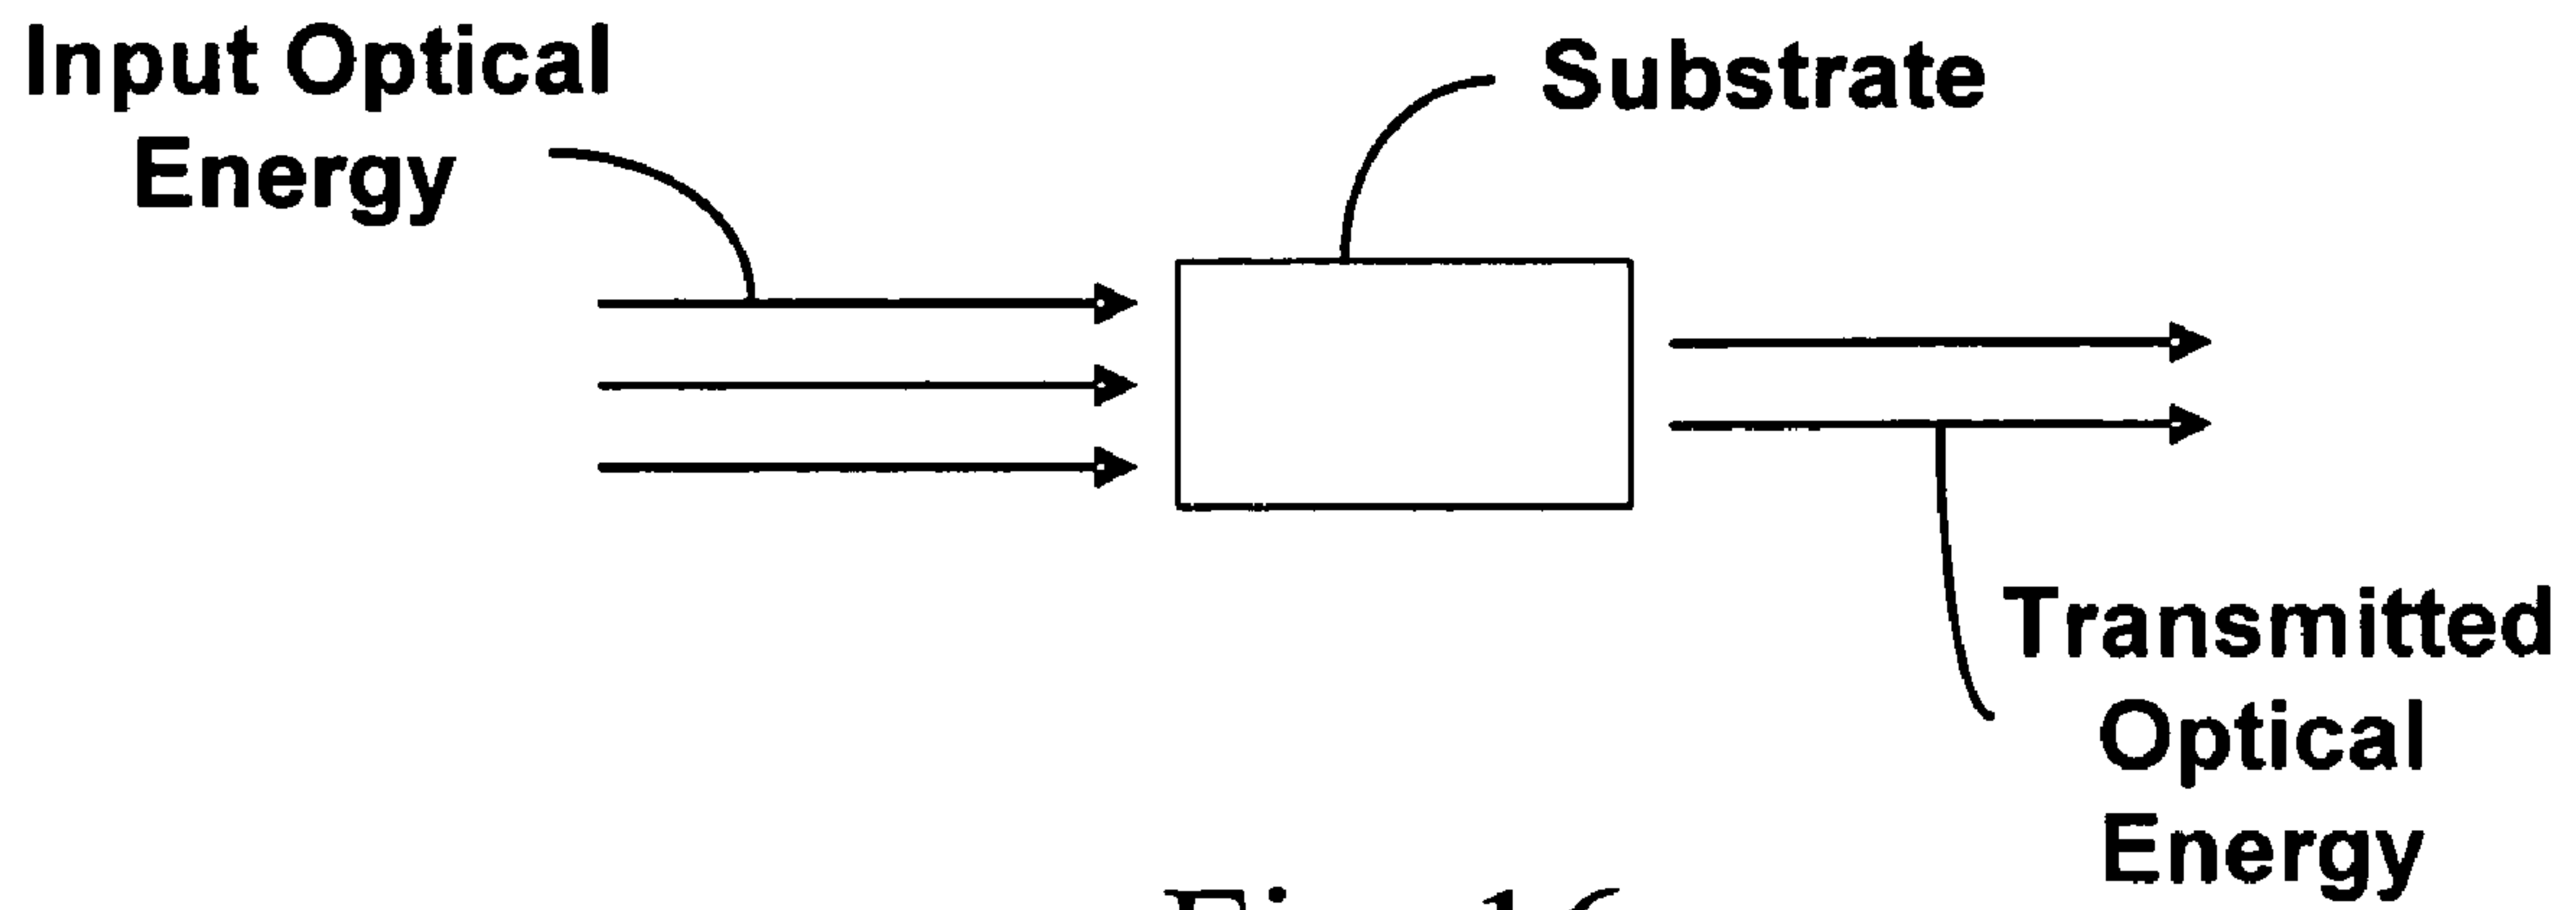 Input Optical
Energy
Substrate
Transmitted
Optical
Energy